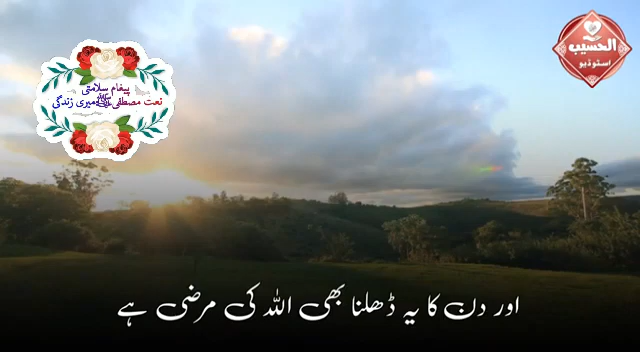 الحسیب
استوڈیو
پیغام سلامتی
نعت مصطفیٰ ﷺ میری زندگی
اور دن کا یہ ڈھلنا بھی اللہ کی مرضی ہے